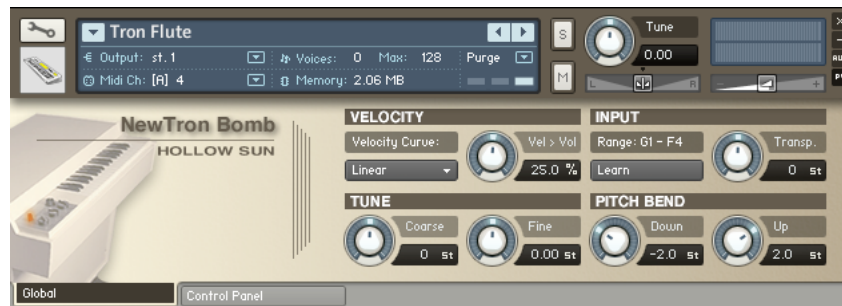 Tron Flute
S
Tune
0.00
Output: st. 1
Voices: 0 Max: 128
Purge
Midi Ch: [A] 4
Memory: 2.06 MB
M
L
R
- +
NewTron Bomb
HOLLOW SUN
VELOCITY
Velocity Curve:
Vel > Vol
Linear
25.0 %
INPUT
Range: G1 - F4
Transp.
Learn
0 st
TUNE
Coarse
0 st
Fine
0.00 st
PITCH BEND
Down
-2.0 st
Up
2.0 st
Global
Control Panel